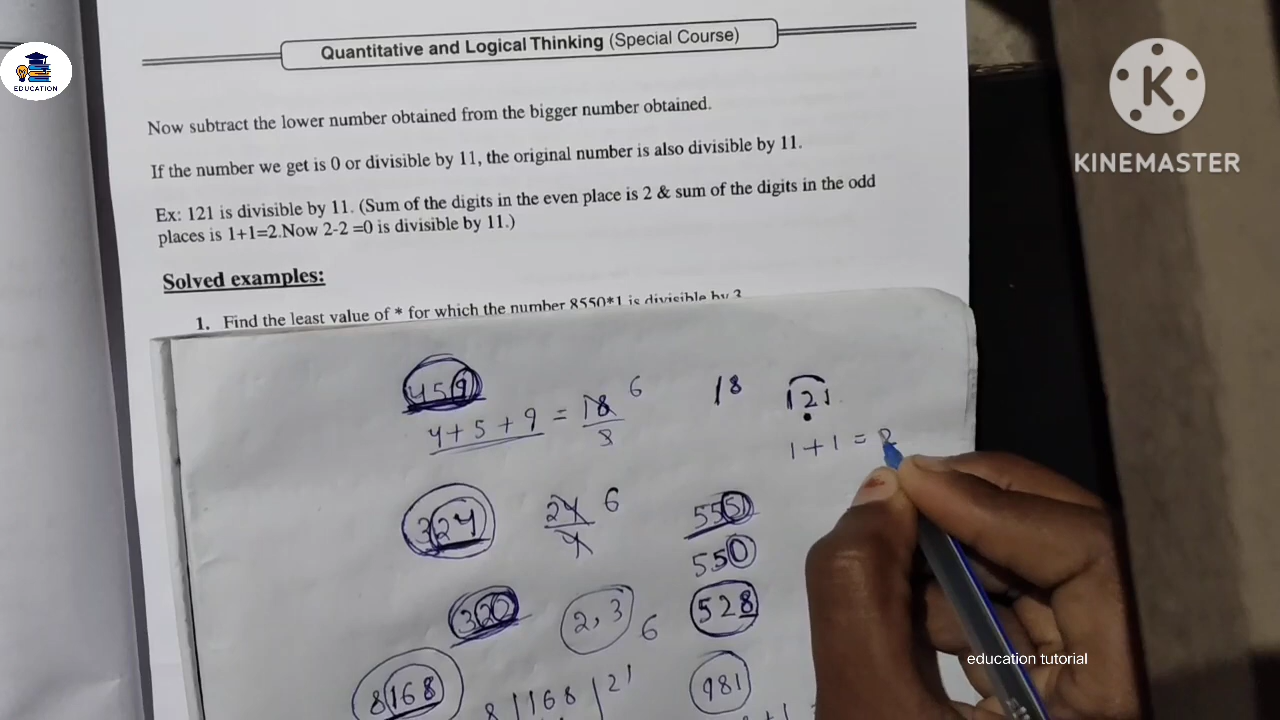 Quantitative and Logical Thinking (Special Course)
EDUCATION
KINEMASTER
Now subtract the lower number obtained from the bigger number obtained.
If the number we get is 0 or divisible by 11, the original number is also divisible by 11.
Ex: 121 is divisible by 11. (Sum of the digits in the even place is 2 & sum of the digits in the odd
places is 1+1=2.Now 2-2 =0 is divisible by 11.)
Solved examples:
1. Find the least value of * for which the number 8550*1 is divisible by 3
459
4+5+9 = 18 6
18
121
1+1=2
324
24 6
4
555
550
320
2,3 6
528
8168
8|168|21
981
education tutorial